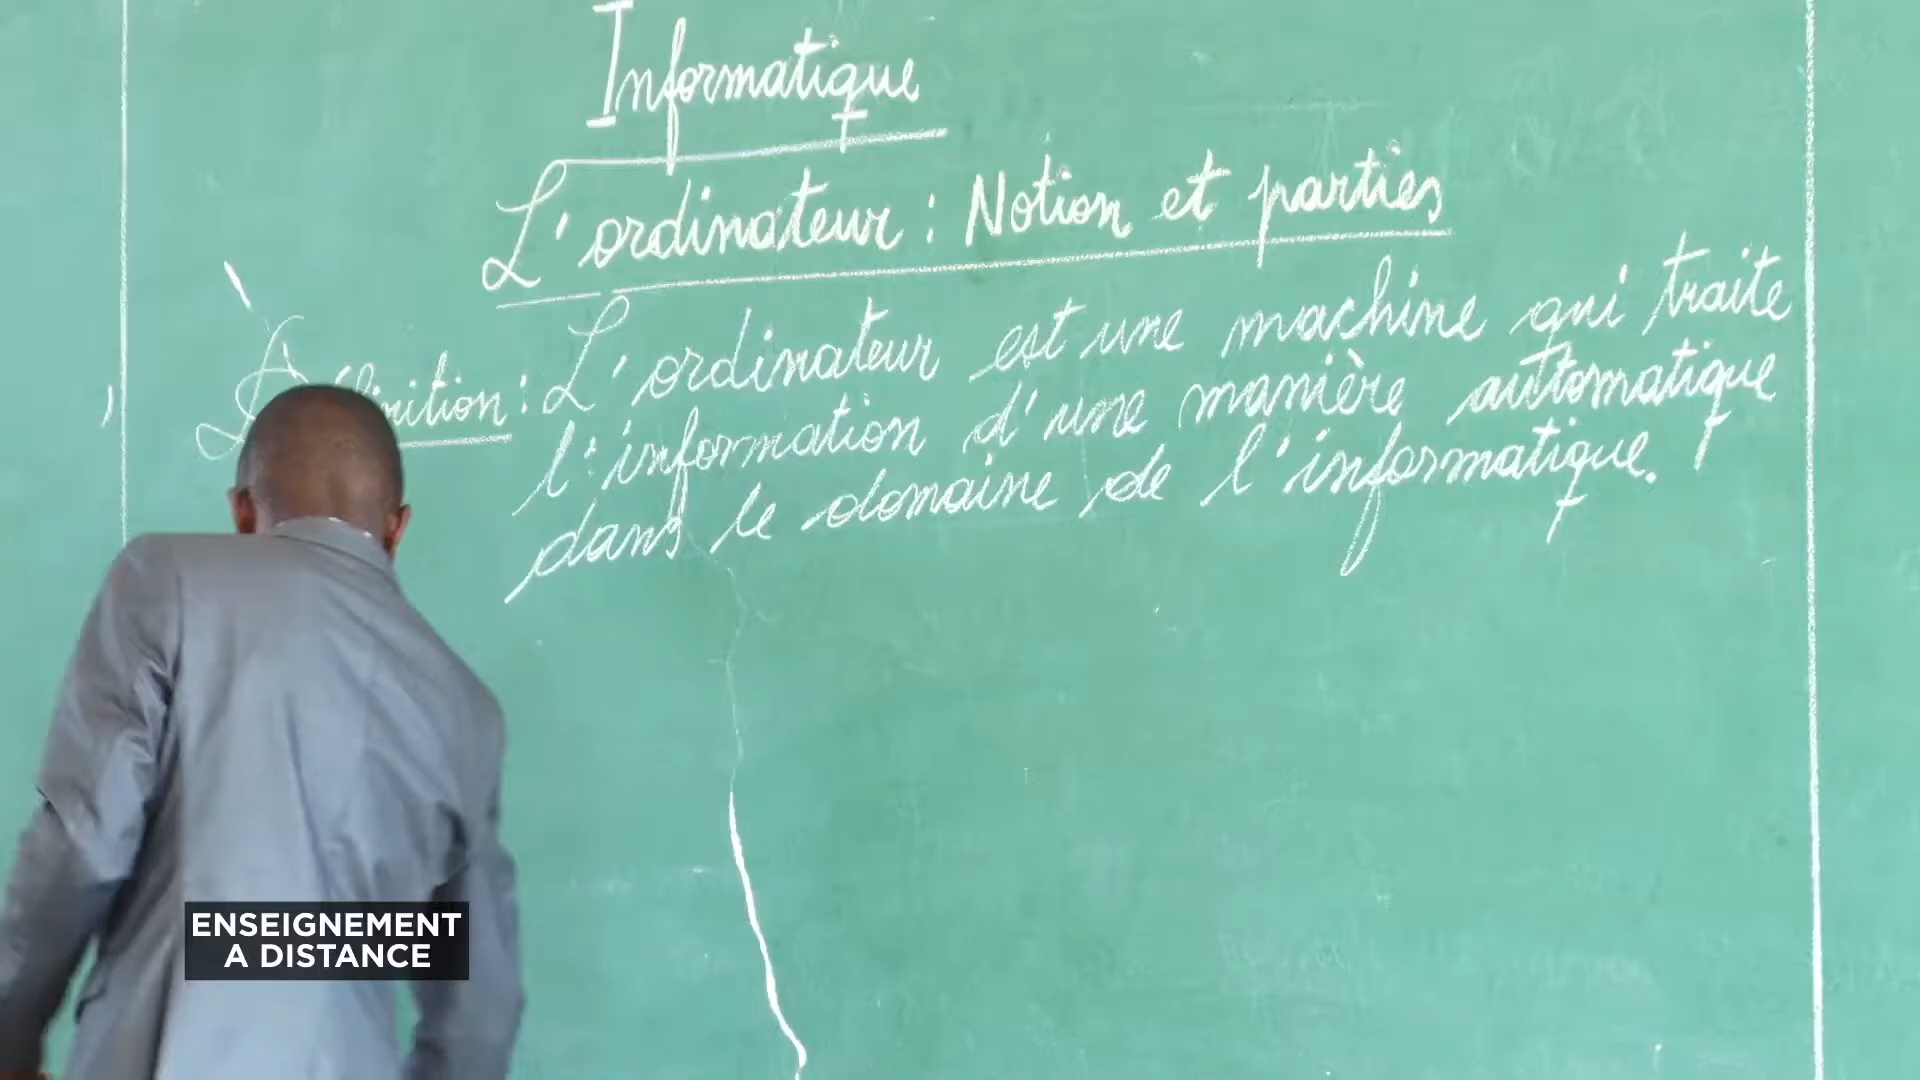 Informatique
L'ordinateur : Notion et parties
Définition : L'ordinateur est une machine qui traite
l'information d'une manière automatique
dans le domaine de l'informatique.
ENSEIGNEMENT
A DISTANCE